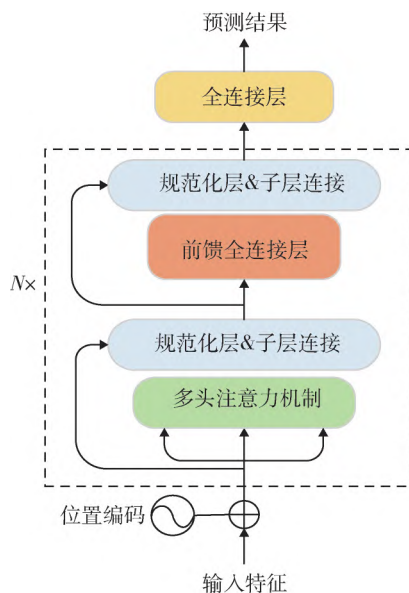 预测结果
全连接层
规范化层&子层连接
前馈全连接层
N×
规范化层&子层连接
多头注意力机制
位置编码
输入特征